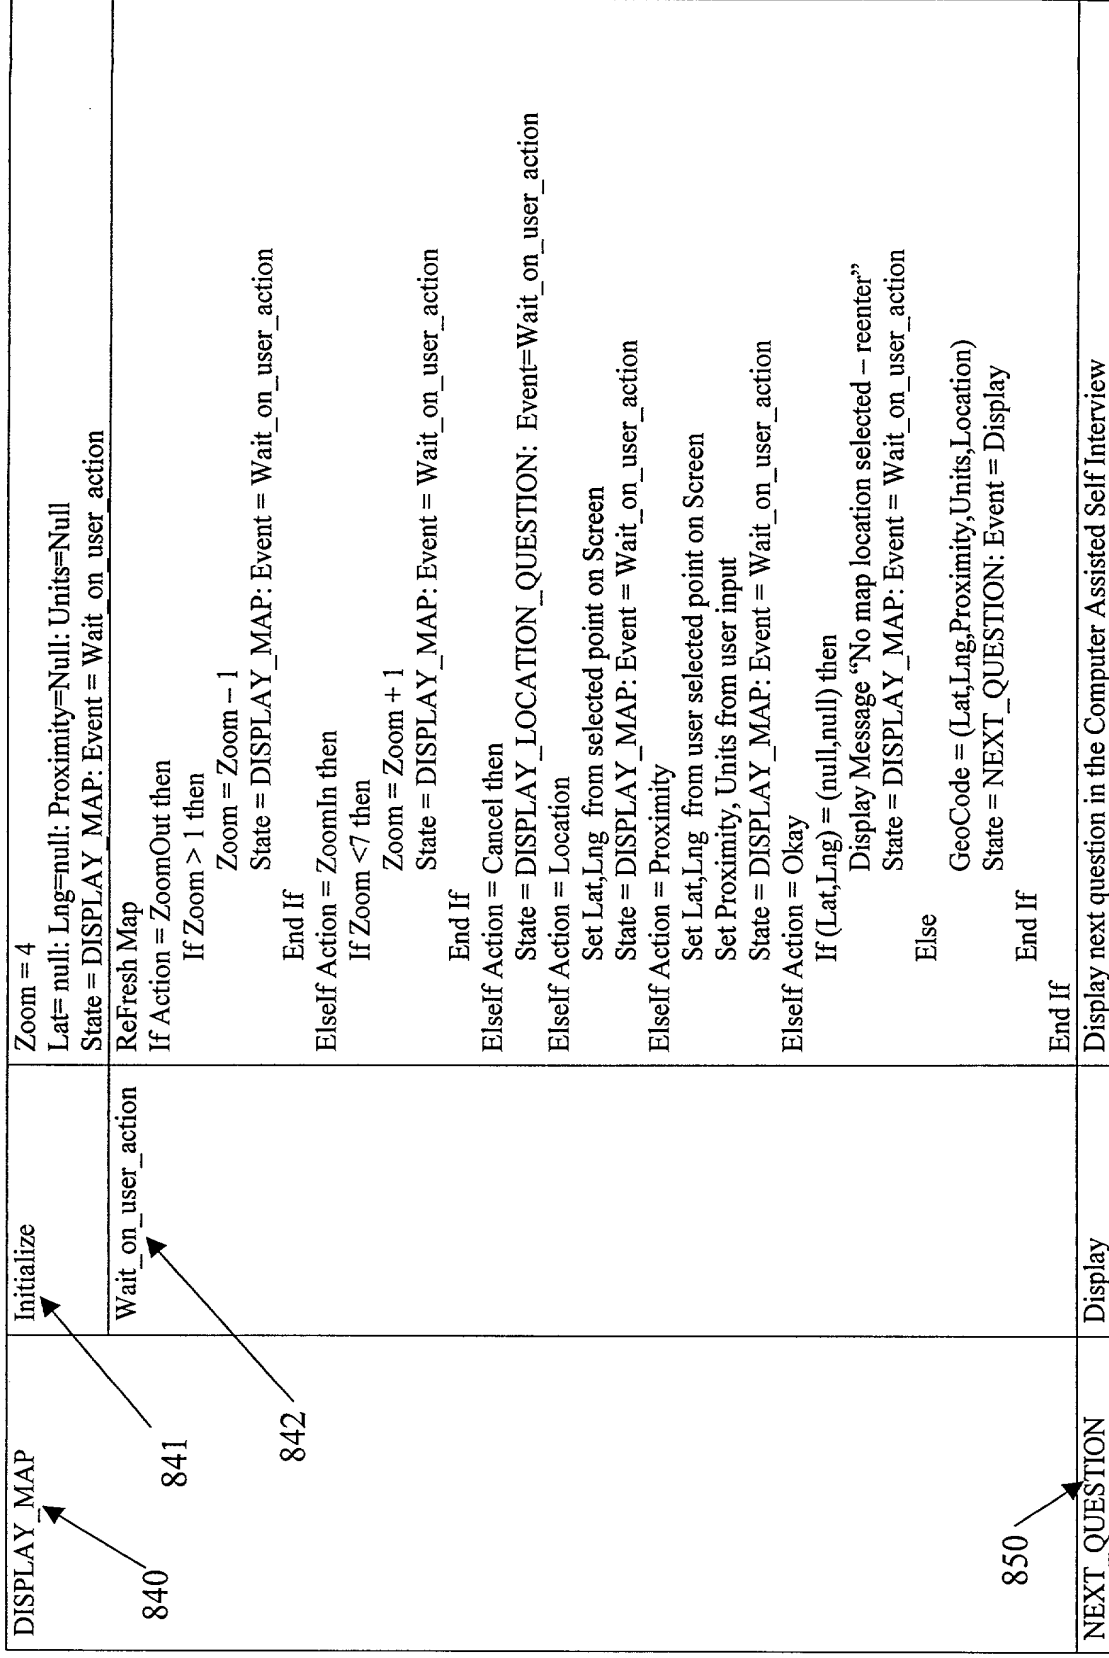 DISPLAY_MAP
840
Initialize
841
Zoom = 4
Lat= null: Lng=null: Proximity=Null: Units=Null
State = DISPLAY_MAP: Event = Wait_on_user_action
Wait_on_user_action
842
ReFresh Map
If Action = ZoomOut then
If Zoom > 1 then
Zoom = Zoom – 1
State = DISPLAY_MAP: Event = Wait_on_user_action
End If
ElseIf Action = ZoomIn then
If Zoom <7 then
Zoom = Zoom + 1
State = DISPLAY_MAP: Event = Wait_on_user_action
End If
ElseIf Action = Cancel then
State = DISPLAY_LOCATION_QUESTION: Event=Wait_on_user_action
ElseIf Action = Location
Set Lat,Lng from selected point on Screen
State = DISPLAY_MAP: Event = Wait_on_user_action
ElseIf Action = Proximity
Set Lat,Lng from user selected point on Screen
Set Proximity, Units from user input
State = DISPLAY_MAP: Event = Wait_on_user_action
ElseIf Action = Okay
If (Lat,Lng) = (null,null) then
Display Message “No map location selected – reenter”
State = DISPLAY_MAP: Event = Wait_on_user_action
Else
GeoCode = (Lat,Lng,Proximity,Units,Location)
State = NEXT_QUESTION: Event = Display
End If
End If
850
NEXT_QUESTION
Display
Display next question in the Computer Assisted Self Interview